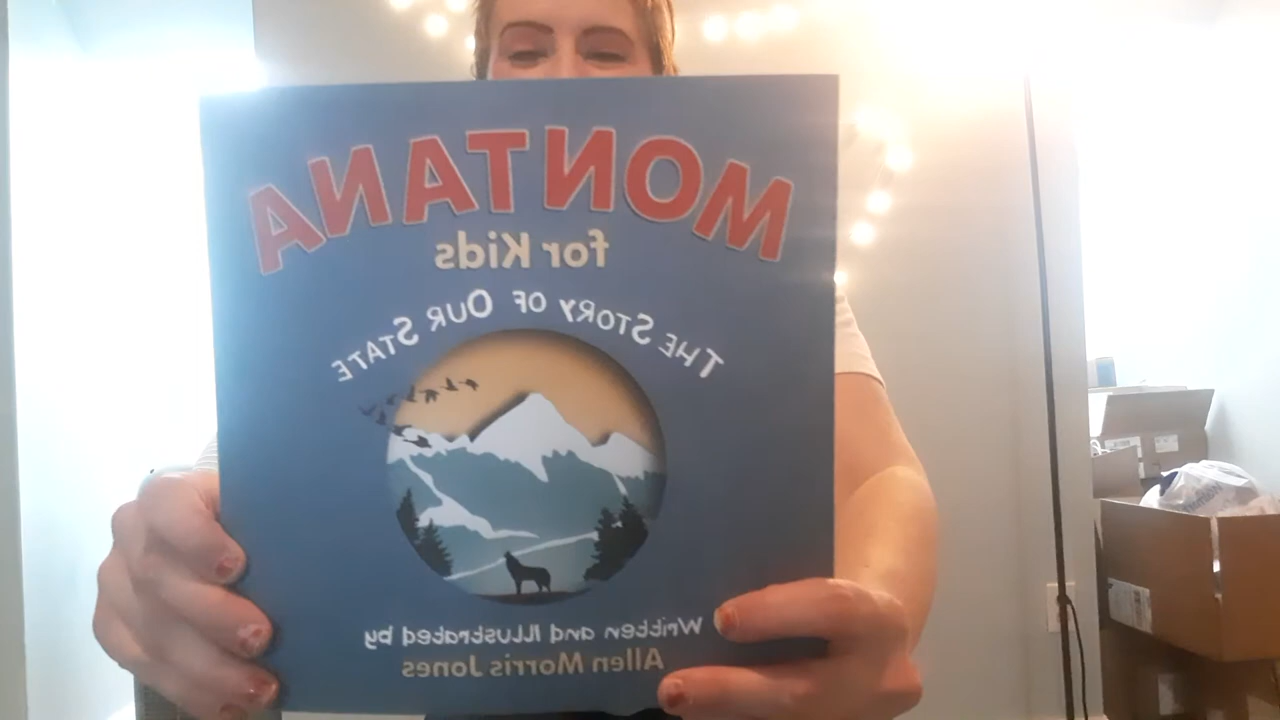 MONTANA
for Kids
THE STORY OF OUR STATE
Written and Illustrated by
Allen Morris Jones